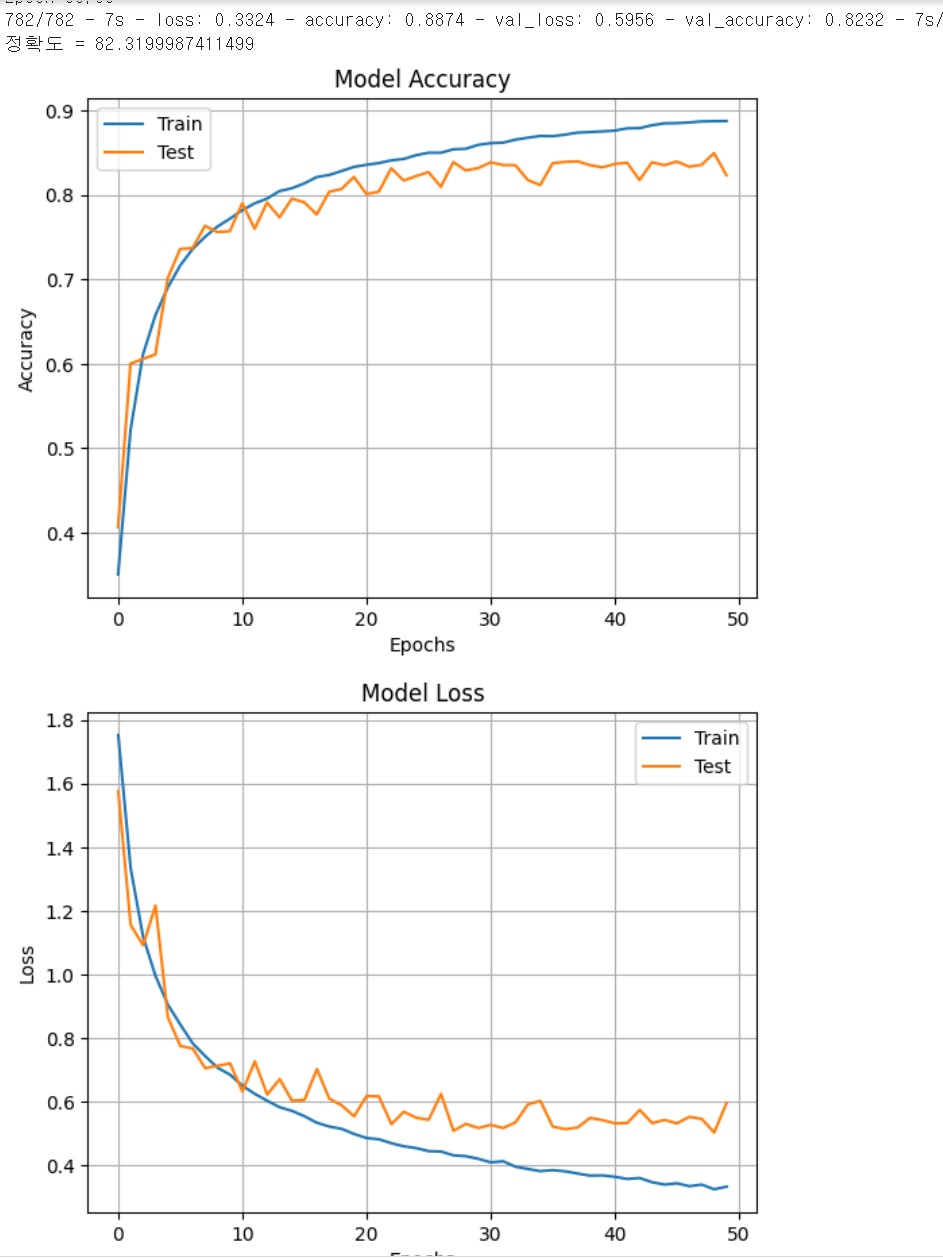 782/782 - 7s - loss: 0.3324 - accuracy: 0.8874 - val_loss: 0.5956 - val_accuracy: 0.8232 - 7s/
정확도 = 82.3199987411499
Model Accuracy
0.9
0.8
0.7
0.6
0.5
0.4
Accuracy
Train
Test
0 10 20 30 40 50
Epochs
Model Loss
1.8
1.6
1.4
1.2
1.0
0.8
0.6
0.4
Loss
Train
Test
0 10 20 30 40 50